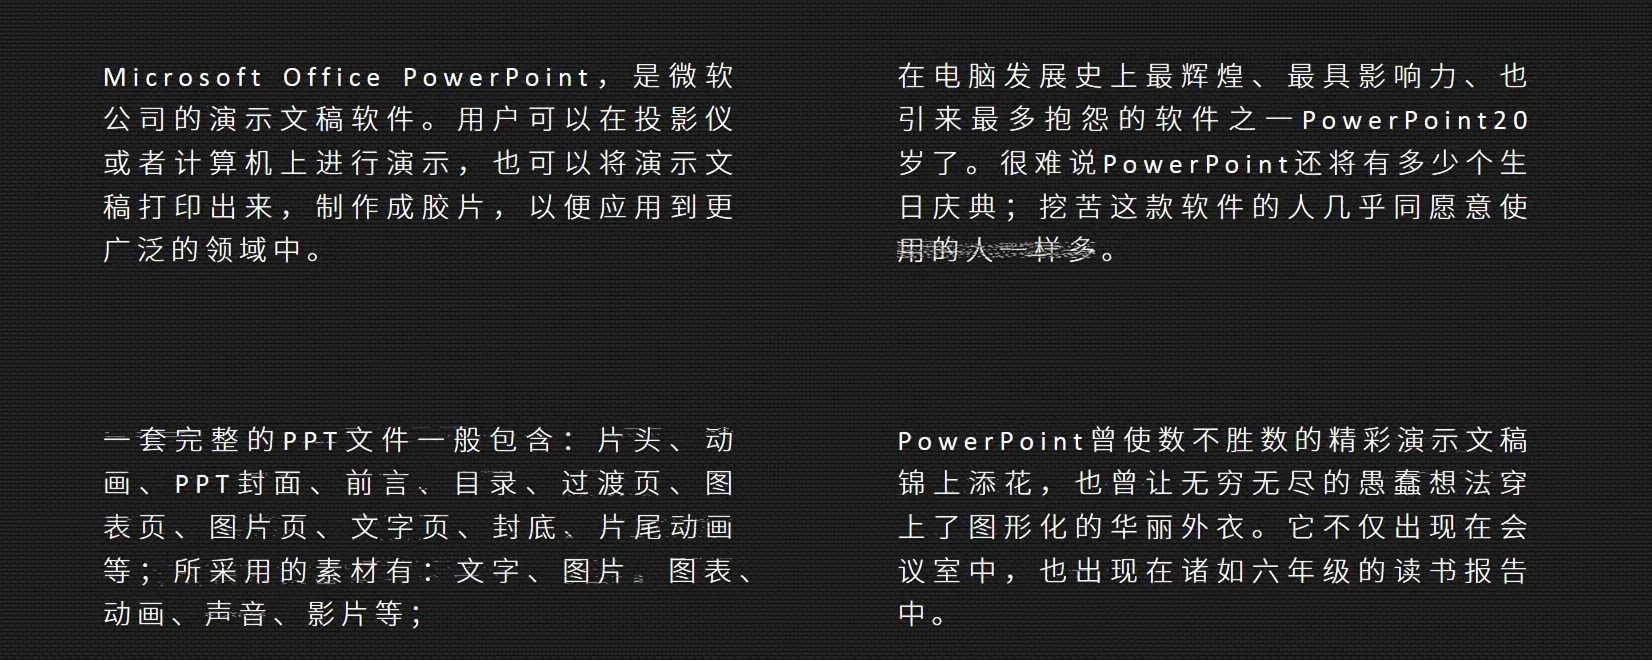 Microsoft Office PowerPoint，是微软
公司的演示文稿软件。用户可以在投影仪
或者计算机上进行演示，也可以将演示文
稿打印出来，制作成胶片，以便应用到更
广泛的领域中。
在电脑发展史上最辉煌、最具影响力、也
引来最多抱怨的软件之一PowerPoint20
岁了。很难说PowerPoint还将有多少个生
日庆典；挖苦这款软件的人几乎同愿意使
用的人一样多。
一套完整的PPT文件一般包含：片头、动
画、PPT封面、前言、目录、过渡页、图
表页、图片页、文字页、封底、片尾动画
等；所采用的素材有：文字、图片、图表、
动画、声音、影片等；
PowerPoint曾使数不胜数的精彩演示文稿
锦上添花，也曾让无穷无尽的愚蠢想法穿
上了图形化的华丽外衣。它不仅出现在会
议室中，也出现在诸如六年级的读书报告
中。